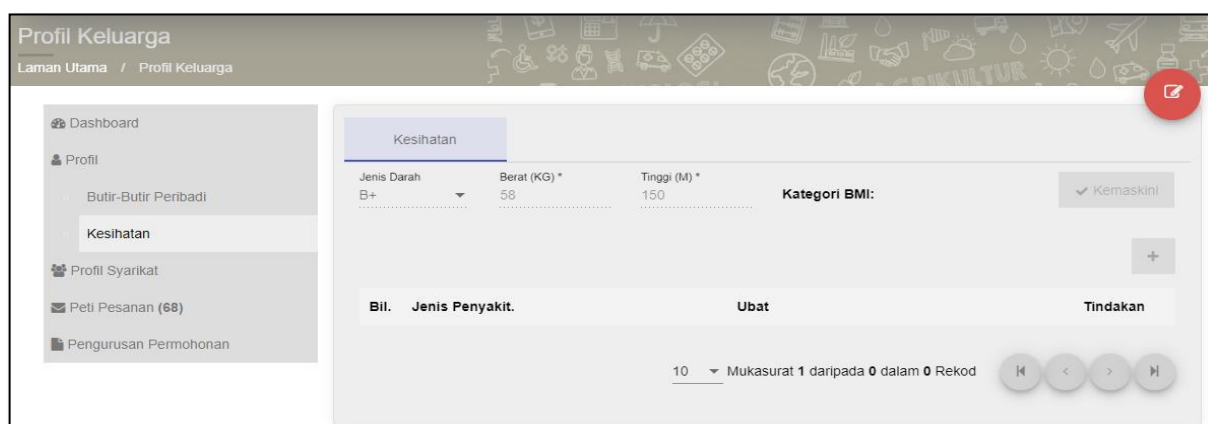 Profil Keluarga
Laman Utama / Profil Keluarga
AGRIKULTUR
Dashboard
Profil
Butir-Butir Peribadi
Kesihatan
Profil Syarikat
Peti Pesanan (68)
Pengurusan Permohonan
Kesihatan
Jenis Darah Berat (KG) * Tinggi (M) *
B+ 58 150 Kategori BMI: Kemaskini
+
Bil. Jenis Penyakit. Ubat Tindakan
10 Mukasurat 1 daripada 0 dalam 0 Rekod